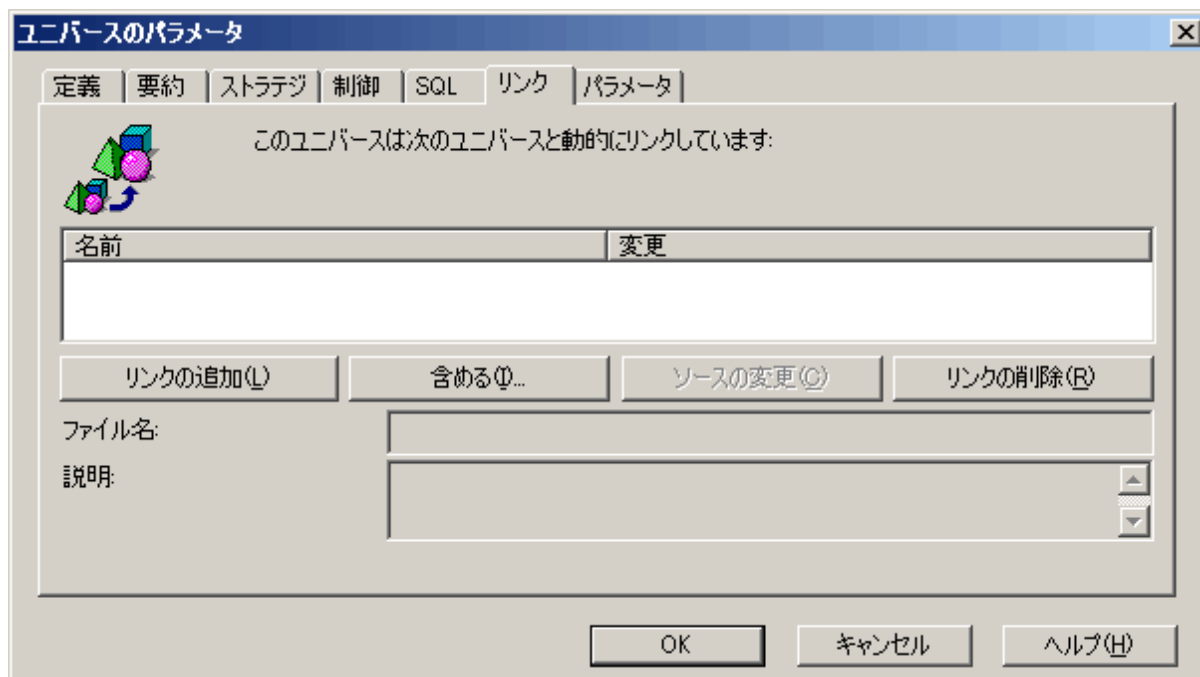 ユニバースのパラメータ
定義 要約 ストラテジ 制御 SQL リンク パラメータ
このユニバースは次のユニバースと動的にリンクしています:
名前 変更
リンクの追加(L) 含める(I)... ソースの変更(C) リンクの削除(R)
ファイル名:
説明:
OK キャンセル ヘルプ(H)